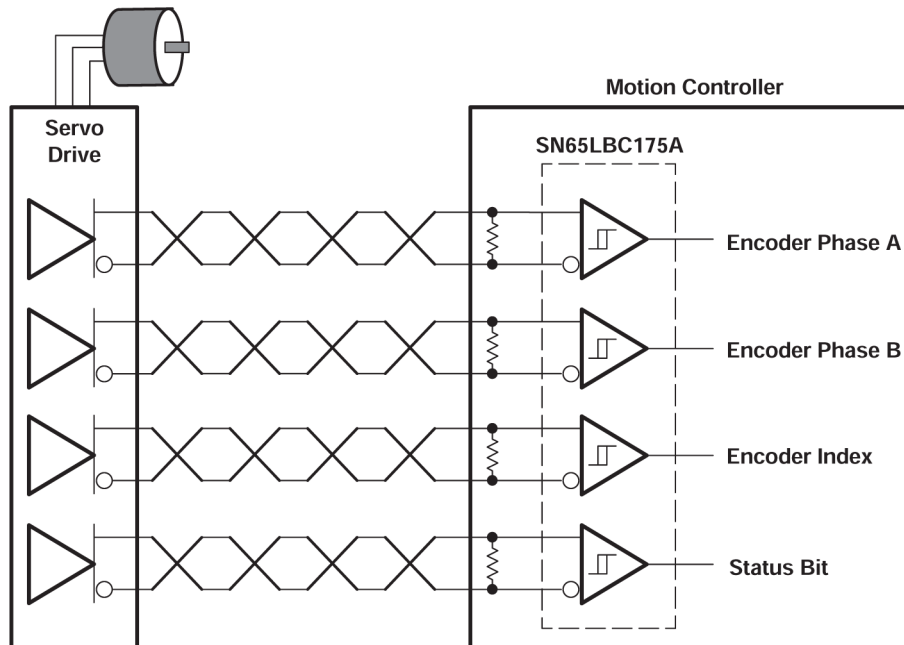 Motion Controller
Servo
Drive
SN65LBC175A
Encoder Phase A
Encoder Phase B
Encoder Index
Status Bit